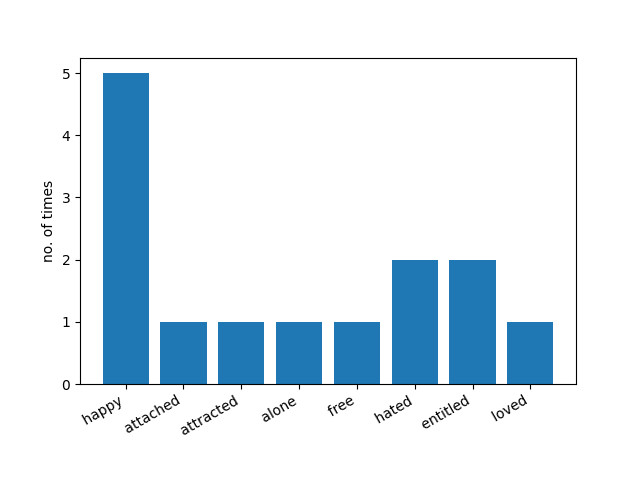 5
4
3
2
1
0
no. of times
happy
attached
attracted
alone
free
hated
entitled
loved